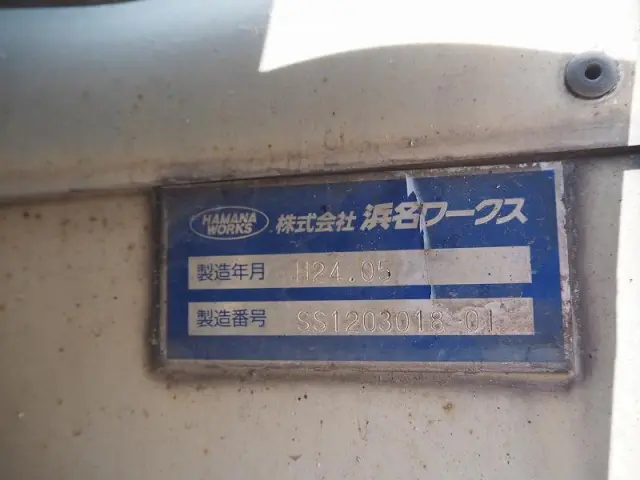 HAMANA
WORKS
株式会社 浜名ワークス
製造年月 H24.05
製造番号 SS1203018-01